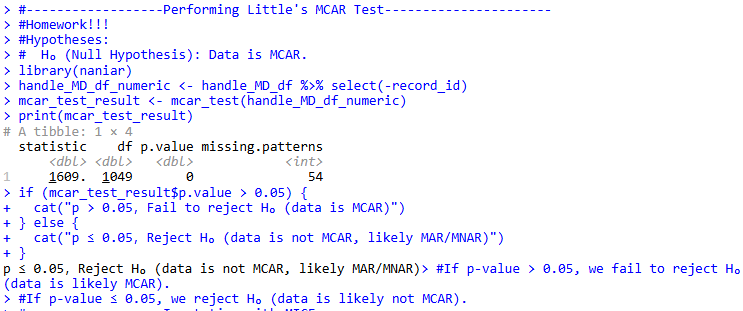 > #------------------Performing Little's MCAR Test----------------------
> #Homework!!!
> #Hypotheses:
> #  H₀ (Null Hypothesis): Data is MCAR.
> library(naniar)
> handle_MD_df_numeric <- handle_MD_df %>% select(-record_id)
> mcar_test_result <- mcar_test(handle_MD_df_numeric)
> print(mcar_test_result)
# A tibble: 1 × 4
  statistic    df p.value missing.patterns
      <dbl> <dbl>   <dbl>            <int>
1     1609.  1049       0               54
> if (mcar_test_result$p.value > 0.05) {
+   cat("p > 0.05, Fail to reject H₀ (data is MCAR)")
+ } else {
+   cat("p ≤ 0.05, Reject H₀ (data is not MCAR, likely MAR/MNAR)")
+ }
p ≤ 0.05, Reject H₀ (data is not MCAR, likely MAR/MNAR)> #If p-value > 0.05, we fail to reject H₀
(data is likely MCAR).
> #If p-value ≤ 0.05, we reject H₀ (data is likely not MCAR).